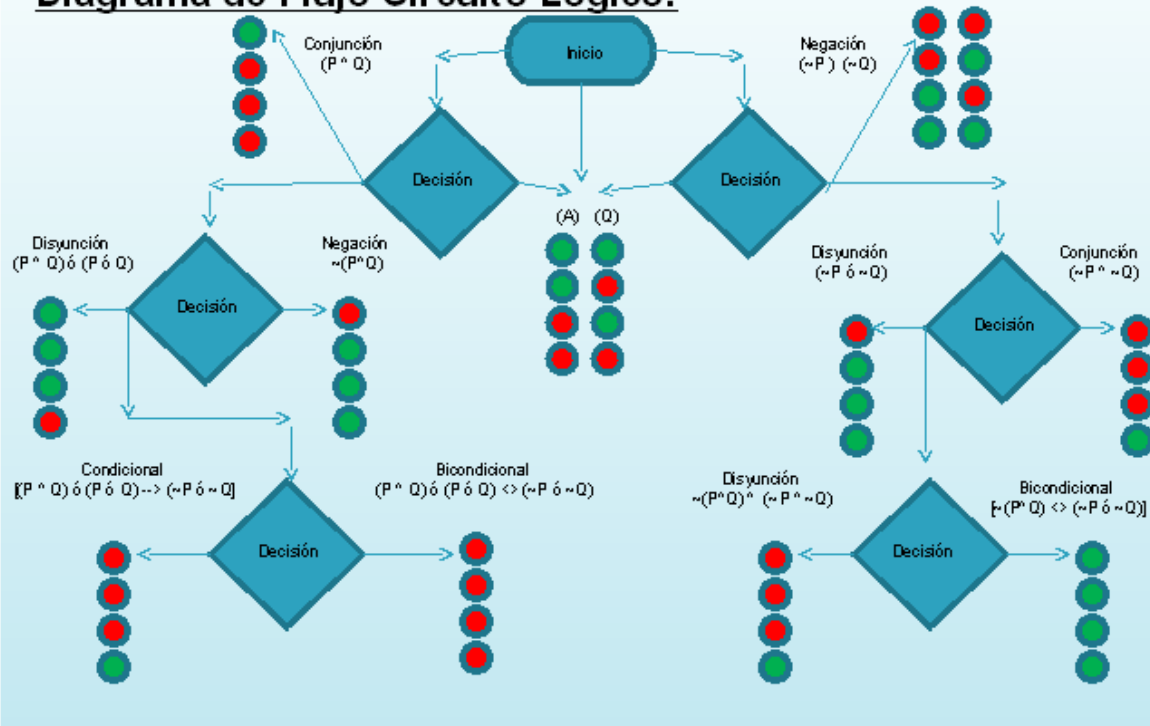 Diagrama de Flujo Circuito Lógico:
Conjunción
(P ^ Q)
Inicio
Negación
(~P ) (~Q)
Decisión
Decisión
(A) (Q)
Disyunción
(P ^ Q)ó (P ó Q)
Negación
~(P^Q)
Disyunción
(~P ó ~Q)
Conjunción
(~P ^ ~Q)
Decisión
Decisión
Condicional
[(P ^ Q) ó (P ó Q)--> (~P ó ~ Q]
Bicondicional
(P ^ Q)ó (P ó Q) <> (~P ó ~Q)
Disyunción
~(P^Q)^ (~P ^ ~Q)
Bicondicional
[~(P^ Q) <> (~P ó ~Q)]
Decisión
Decisión